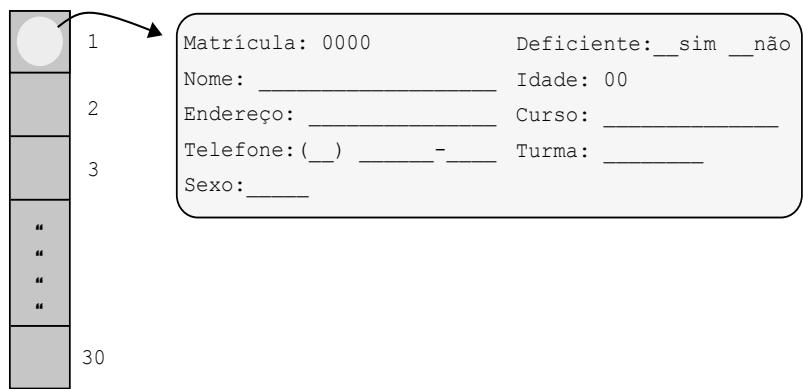 1
Matrícula: 0000 Deficiente:__sim __não
Nome: ___________________ Idade: 00
2
Endereço: _______________ Curso: ______________
Telefone:(__) ______-____ Turma: ________
3
Sexo:_____
“
“
“
“
30